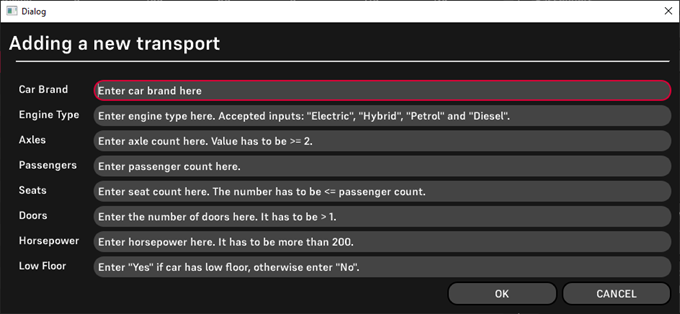 Dialog
Adding a new transport
Car Brand Enter car brand here
Engine Type Enter engine type here. Accepted inputs: "Electric", "Hybrid", "Petrol" and "Diesel".
Axles Enter axle count here. Value has to be >= 2.
Passengers Enter passenger count here.
Seats Enter seat count here. The number has to be <= passenger count.
Doors Enter the number of doors here. It has to be > 1.
Horsepower Enter horsepower here. It has to be more than 200.
Low Floor Enter "Yes" if car has low floor, otherwise enter "No".
OK CANCEL